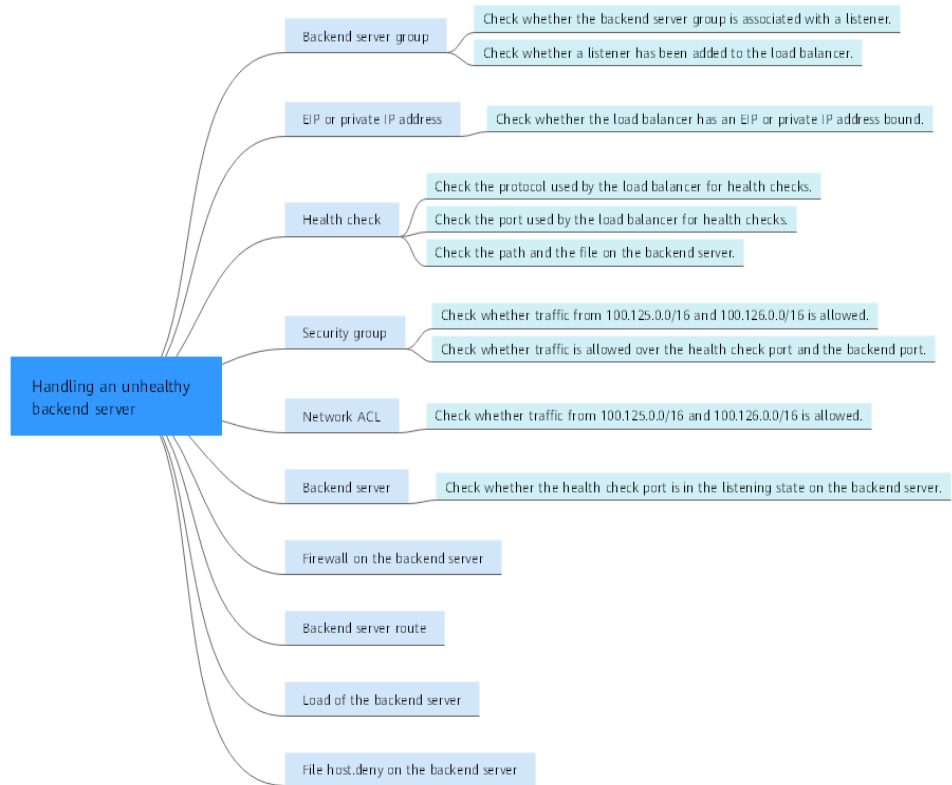 Backend server group
Check whether the backend server group is associated with a listener.
Check whether a listener has been added to the load balancer.
EIP or private IP address
Check whether the load balancer has an EIP or private IP address bound.
Health check
Check the protocol used by the load balancer for health checks.
Check the port used by the load balancer for health checks.
Check the path and the file on the backend server.
Security group
Check whether traffic from 100.125.0.0/16 and 100.126.0.0/16 is allowed.
Check whether traffic is allowed over the health check port and the backend port.
Handling an unhealthy
backend server
Network ACL
Check whether traffic from 100.125.0.0/16 and 100.126.0.0/16 is allowed.
Backend server
Check whether the health check port is in the listening state on the backend server.
Firewall on the backend server
Backend server route
Load of the backend server
File host.deny on the backend server